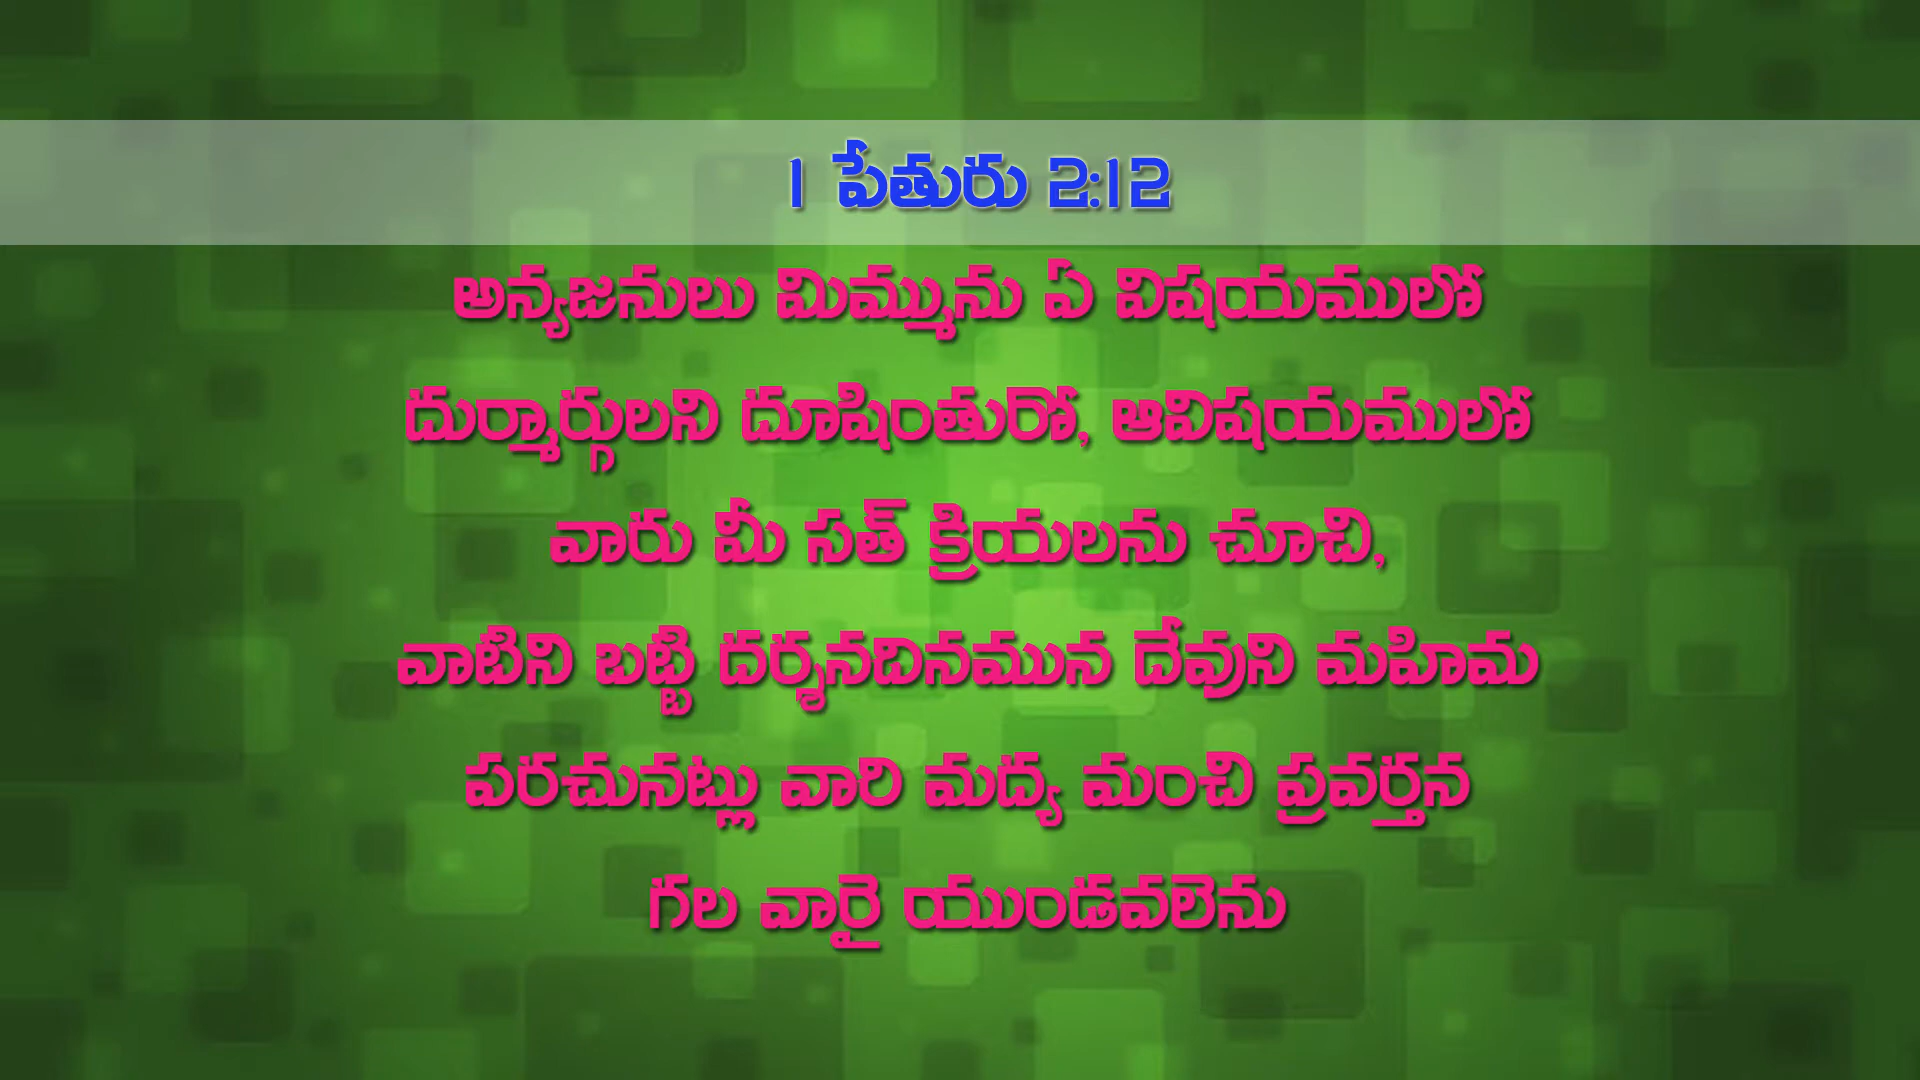 1 పేతురు 2:12
అన్యజనులు మిమ్మును ఏ విషయములో
దుర్మార్గులని దూషింతురో, ఆవిషయములో
వారు మీ సత్ క్రియలను చూచి,
వాటిని బట్టి దర్శనదినమున దేవుని మహిమ
పరచునట్లు వారి మద్య మంచి ప్రవర్తన
గల వారై యుండవలెను